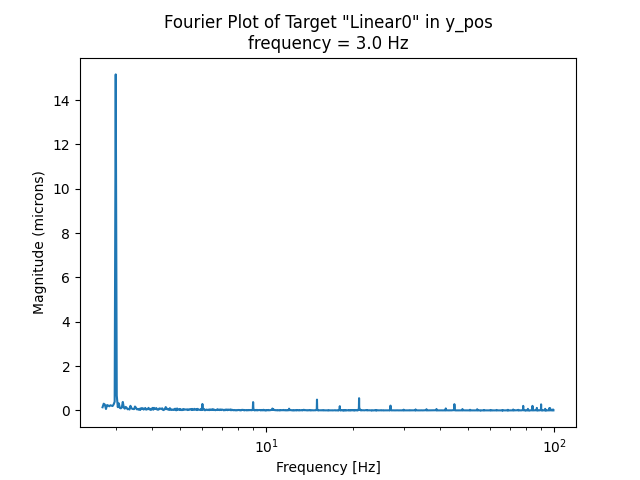 Fourier Plot of Target "Linear0" in y_pos
frequency = 3.0 Hz
14
12
10
8
6
4
2
0
Magnitude (microns)
10¹
10²
Frequency [Hz]